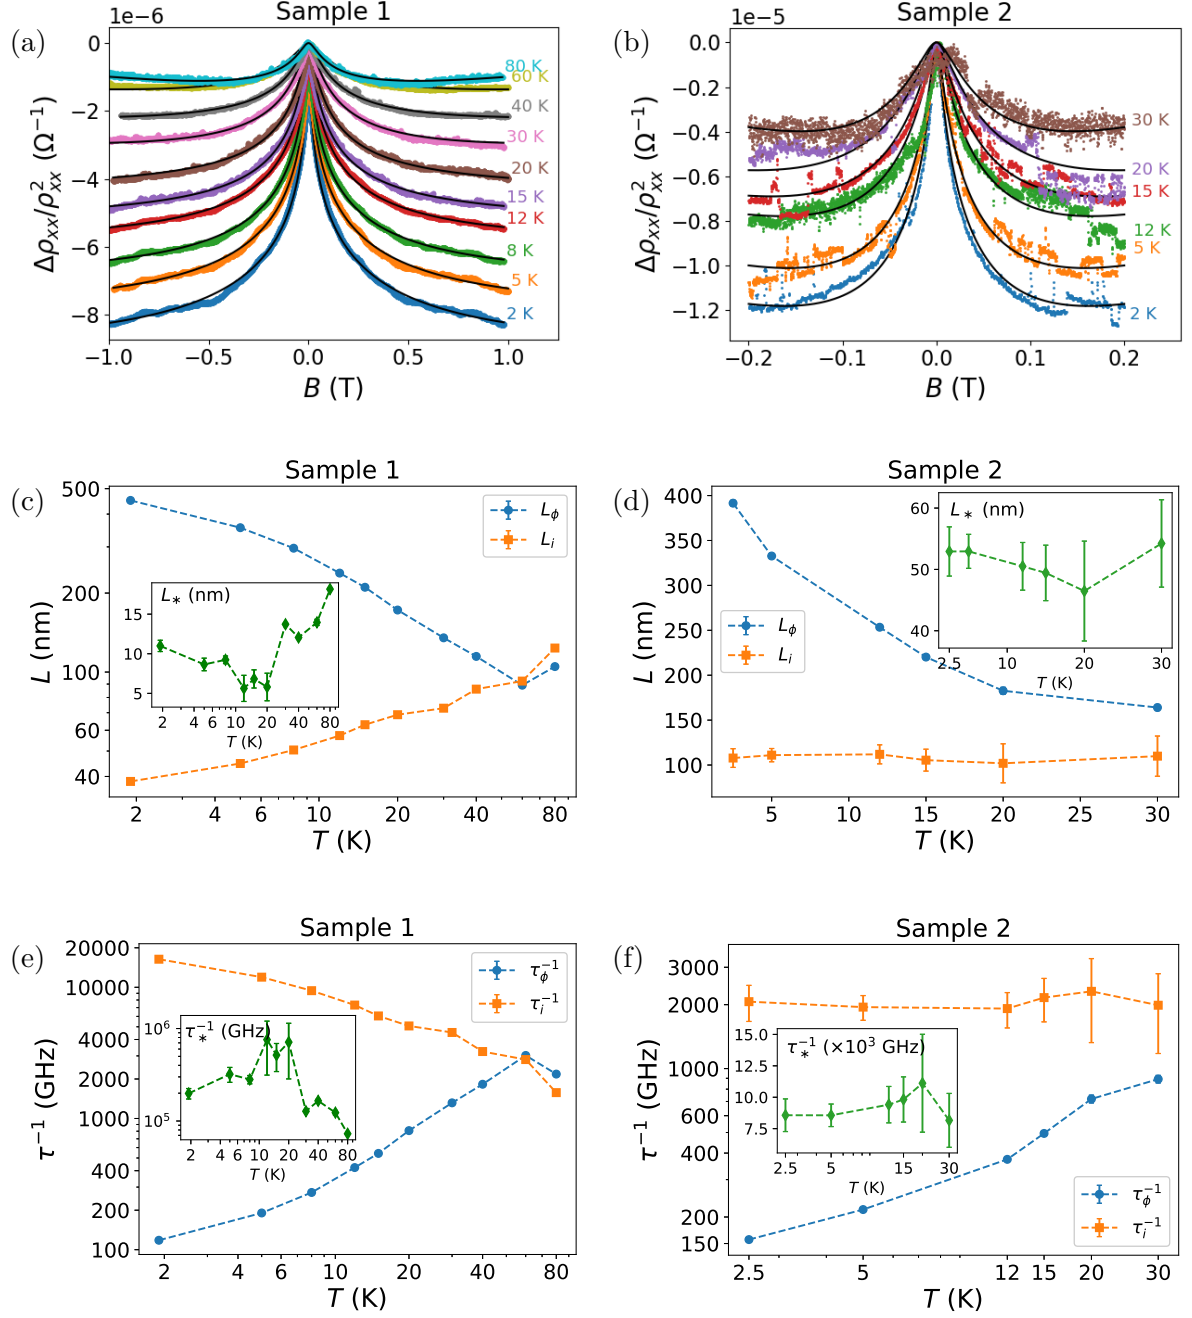 Sample 1
(a)
1e−6
Δρxx/ρ²xx (Ω⁻¹)
0
−2
−4
−6
−8
80 K
60 K
40 K
30 K
20 K
15 K
12 K
8 K
5 K
2 K
−1.0
−0.5
0.0
0.5
1.0
B (T)
Sample 2
(b)
1e−5
Δρxx/ρ²xx (Ω⁻¹)
0.0
−0.2
−0.4
−0.6
−0.8
−1.0
−1.2
30 K
20 K
15 K
12 K
5 K
2 K
−0.2
−0.1
0.0
0.1
0.2
B (T)
Sample 1
(c)
L (nm)
500
200
100
60
40
Lϕ
Li
L∗ (nm)
15
10
5
2 4 6 10 20 40 80
T (K)
2 4 6 10 20 40 80
T (K)
Sample 2
(d)
L (nm)
400
350
300
250
200
150
100
L∗ (nm)
60
50
40
2.5 10 20 30
T (K)
Lϕ
Li
5 10 15 20 25 30
T (K)
Sample 1
(e)
τ⁻¹ (GHz)
20000
10000
4000
2000
1000
400
200
100
τϕ⁻¹
τi⁻¹
τ∗⁻¹ (GHz)
10⁶
10⁵
2 4 6 10 20 40 80
T (K)
2 4 6 10 20 40 80
T (K)
Sample 2
(f)
τ⁻¹ (GHz)
3000
2000
1000
600
400
200
150
τ∗⁻¹ (×10³ GHz)
15.0
12.5
10.0
7.5
2.5 5 15 30
T (K)
τϕ⁻¹
τi⁻¹
2.5 5 12 15 20 30
T (K)